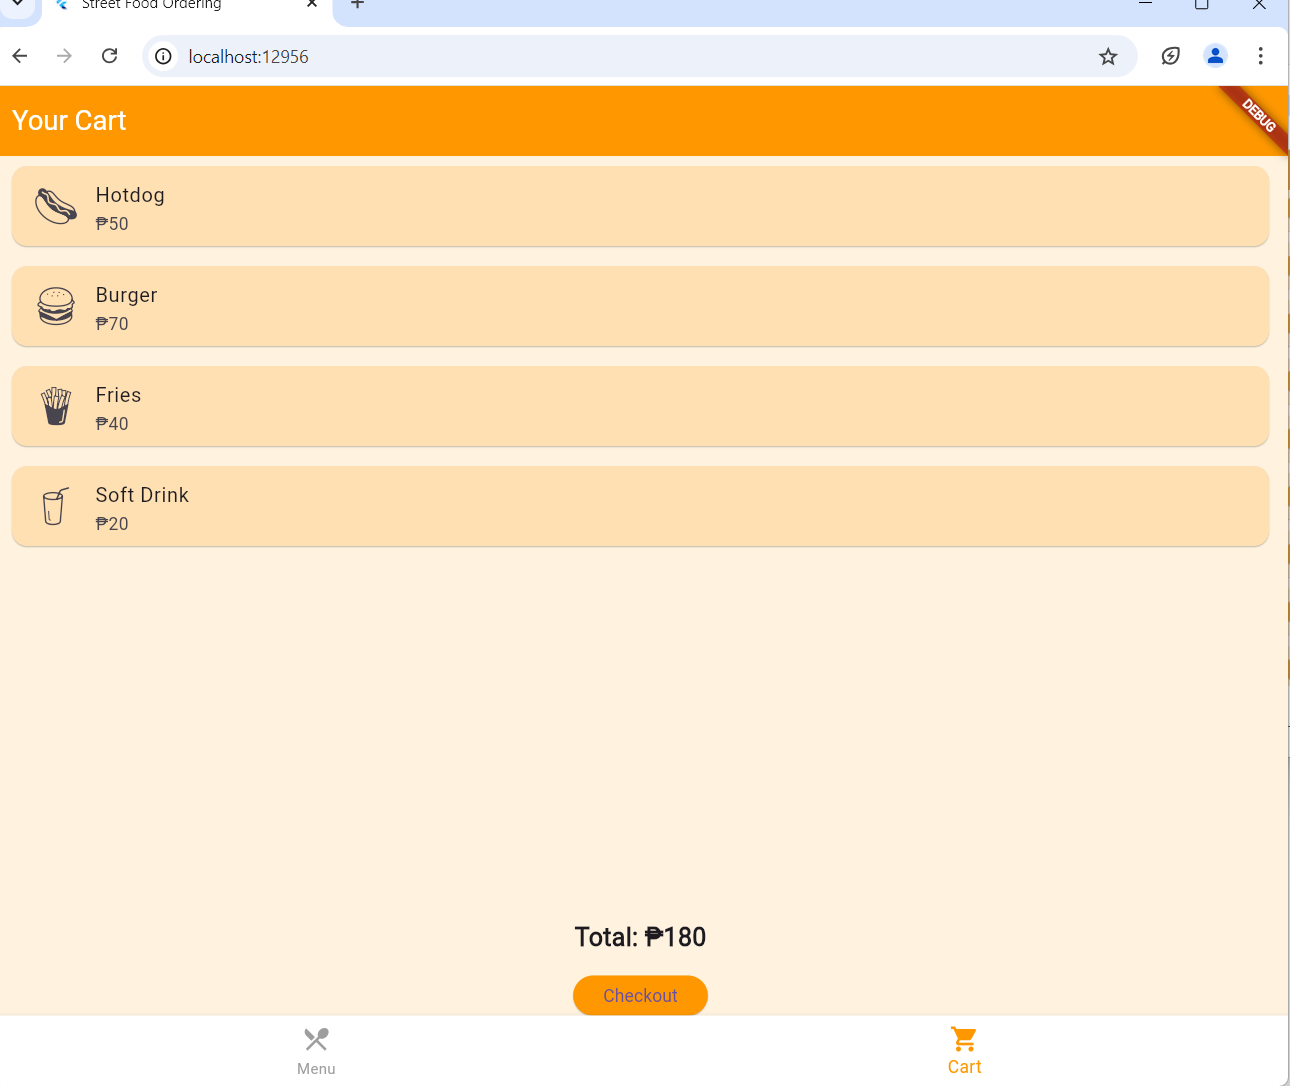 Street Food Ordering
localhost:12956
Your Cart
DEBUG
Hotdog
₱50
Burger
₱70
Fries
₱40
Soft Drink
₱20
Total: ₱180
Checkout
Menu
Cart